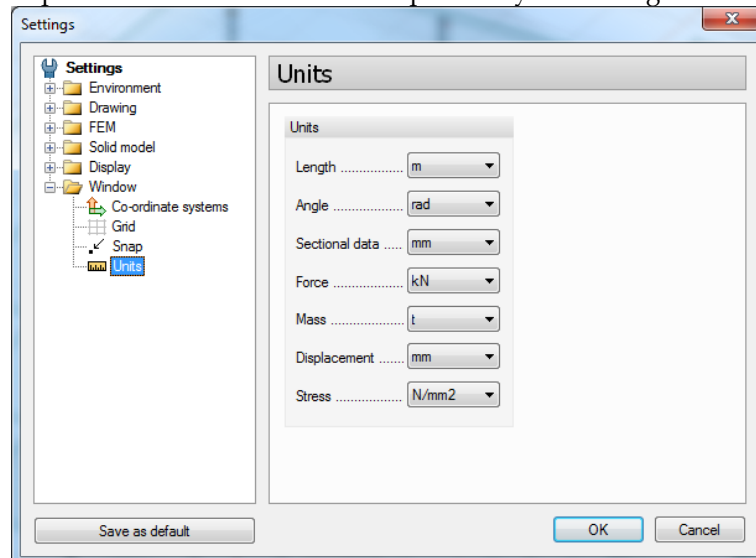 Settings
Settings
Environment
Drawing
FEM
Solid model
Display
Window
Co-ordinate systems
Grid
Snap
Units
Save as default
Units
Units
Length ................ m
Angle .................. rad
Sectional data ..... mm
Force .................. kN
Mass ................... t
Displacement ....... mm
Stress ................. N/mm2
OK
Cancel